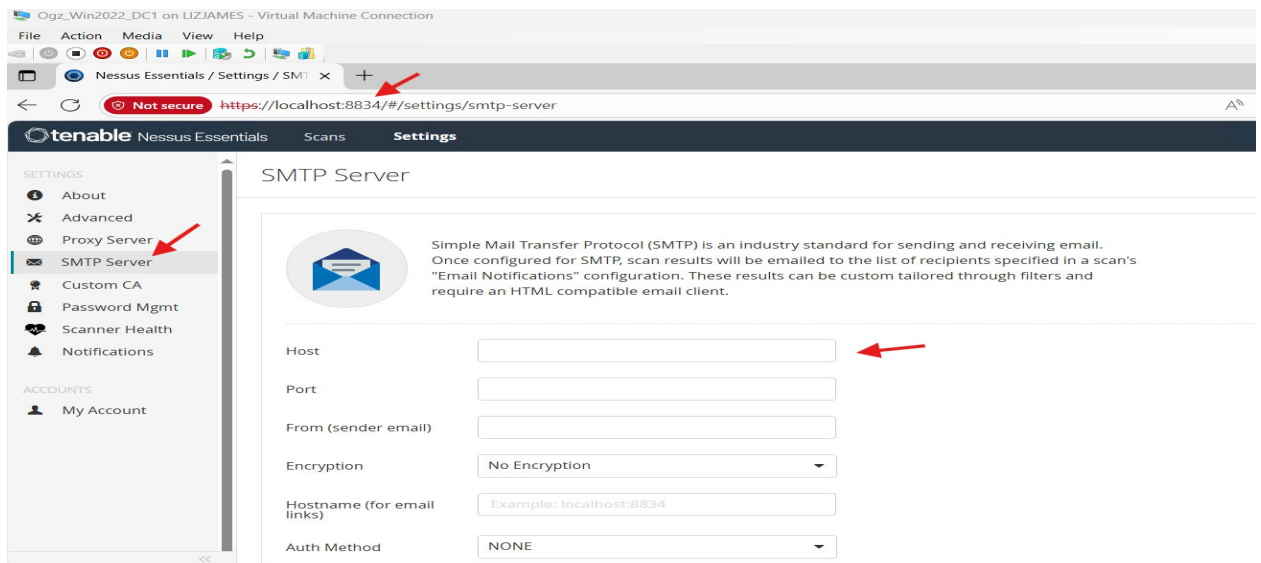 Ogz_Win2022_DC1 on LIZJAMES - Virtual Machine Connection
File Action Media View Help
Nessus Essentials / Settings / SM
Not secure https://localhost:8834/#/settings/smtp-server
tenable Nessus Essentials Scans Settings
SETTINGS
About
Advanced
Proxy Server
SMTP Server
Custom CA
Password Mgmt
Scanner Health
Notifications
ACCOUNTS
My Account
SMTP Server
Simple Mail Transfer Protocol (SMTP) is an industry standard for sending and receiving email.
Once configured for SMTP, scan results will be emailed to the list of recipients specified in a scan's
"Email Notifications" configuration. These results can be custom tailored through filters and
require an HTML compatible email client.
Host
Port
From (sender email)
Encryption No Encryption
Hostname (for email
links) Example: localhost:8834
Auth Method NONE